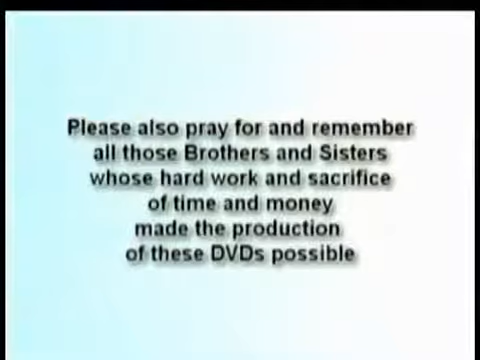 Please also pray for and remember
all those Brothers and Sisters
whose hard work and sacrifice
of time and money
made the production
of these DVDs possible